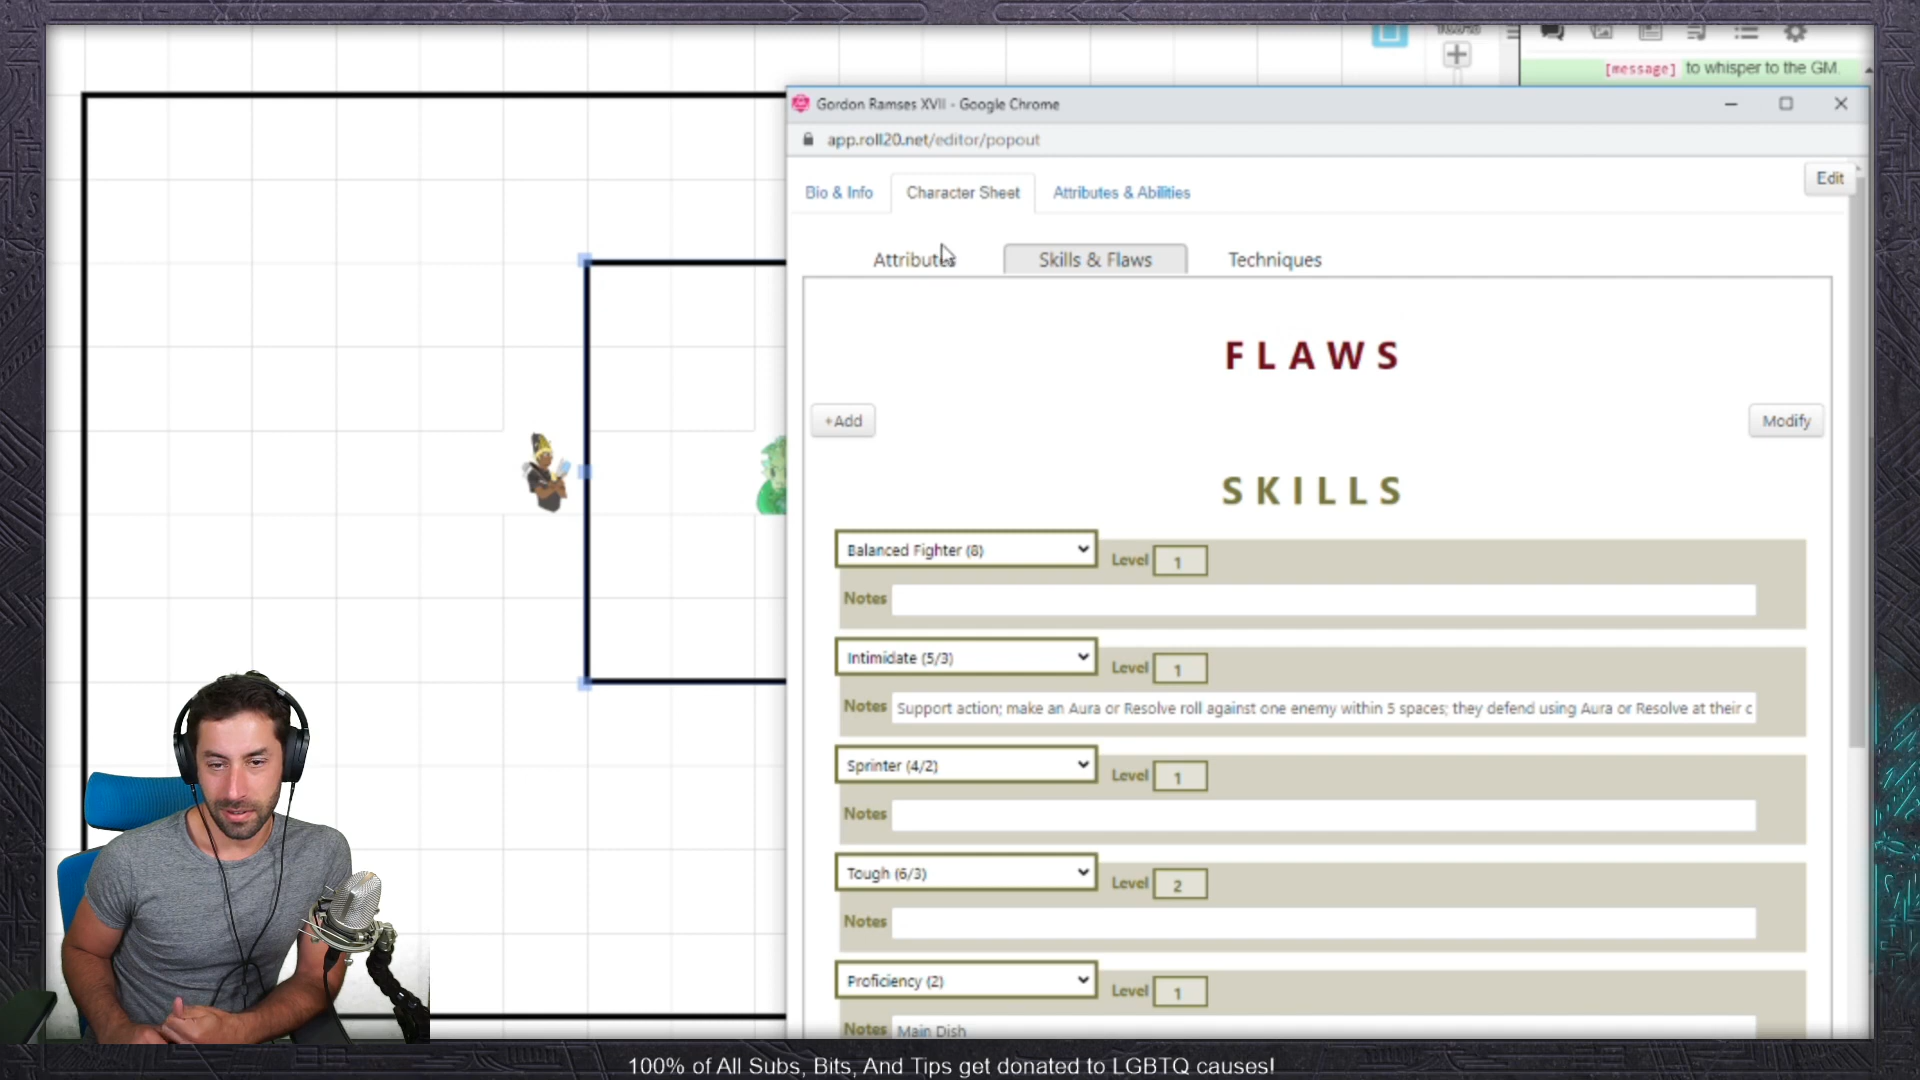 [message] to whisper to the GM.
Gordon Ramses XVII - Google Chrome
app.roll20.net/editor/popout
Edit
Bio & Info Character Sheet Attributes & Abilities
Attributes Skills & Flaws Techniques
FLAWS
+Add Modify
SKILLS
Balanced Fighter (8) Level 1
Notes
Intimidate (5/3) Level 1
Notes Support action; make an Aura or Resolve roll against one enemy within 5 spaces; they defend using Aura or Resolve at their c
Sprinter (4/2) Level 1
Notes
Tough (6/3) Level 2
Notes
Proficiency (2) Level 1
Notes Main Dish
100% of All Subs, Bits, And Tips get donated to LGBTQ causes!